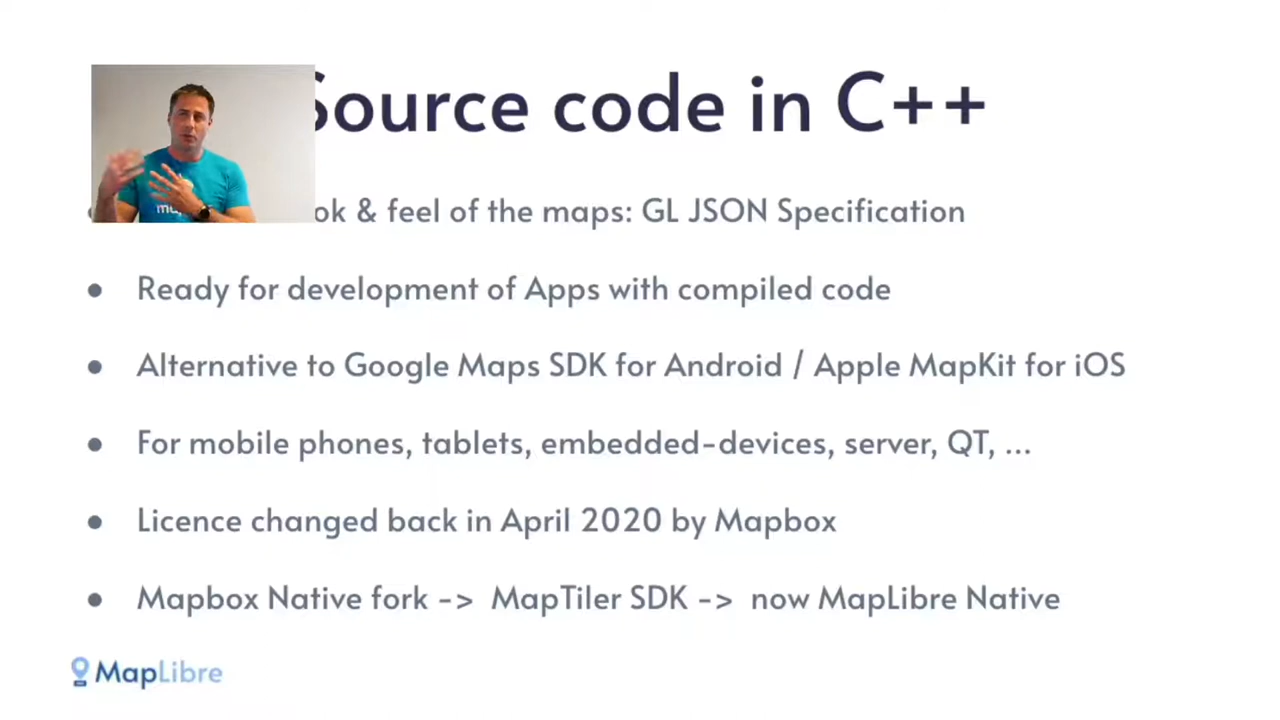 Source code in C++
ok & feel of the maps: GL JSON Specification
● Ready for development of Apps with compiled code
● Alternative to Google Maps SDK for Android / Apple MapKit for iOS
● For mobile phones, tablets, embedded-devices, server, QT, ...
● Licence changed back in April 2020 by Mapbox
● Mapbox Native fork -> MapTiler SDK -> now MapLibre Native
MapLibre